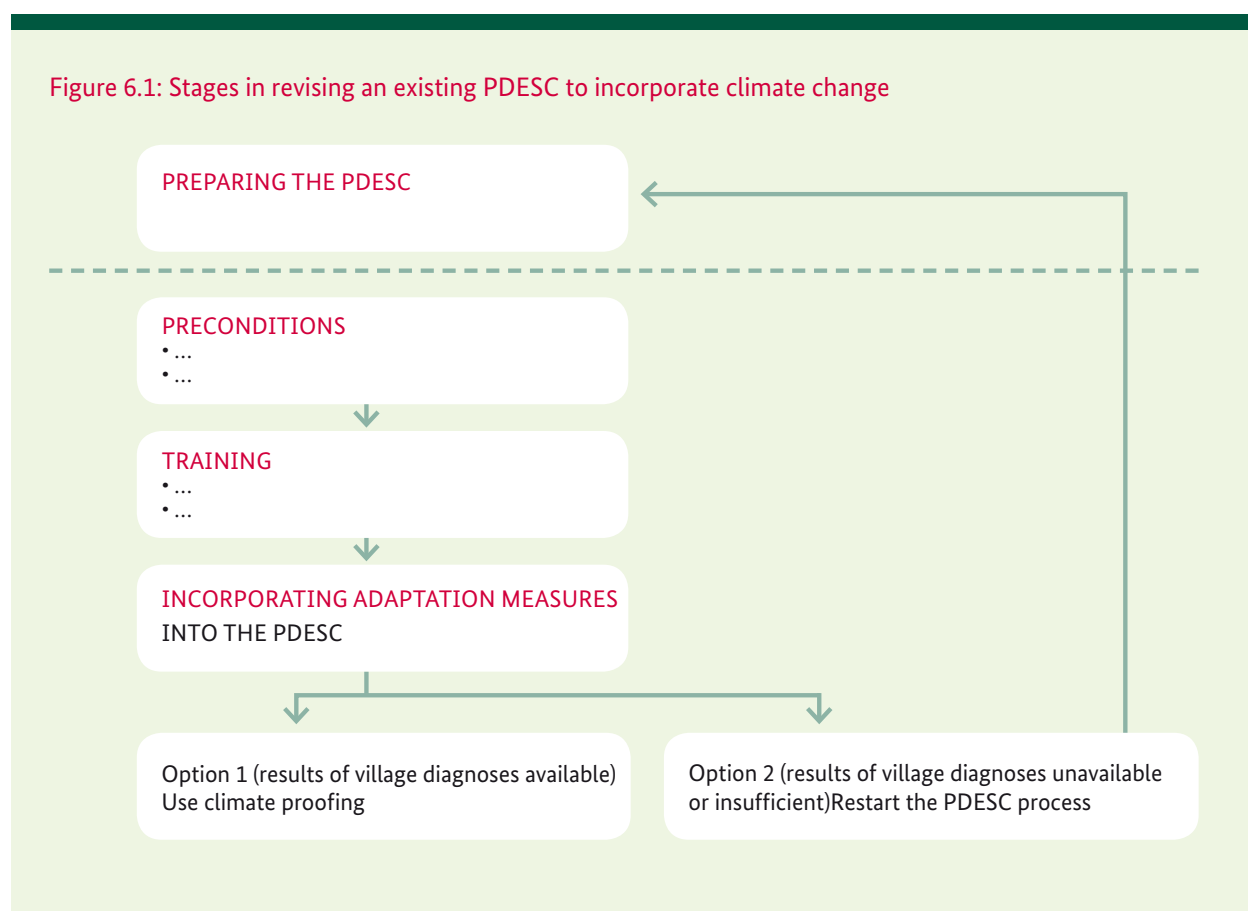 Figure 6.1: Stages in revising an existing PDESC to incorporate climate change
PREPARING THE PDESC
PRECONDITIONS
• ...
• ...
TRAINING
• ...
• ...
INCORPORATING ADAPTATION MEASURES
INTO THE PDESC
Option 1 (results of village diagnoses available)
Use climate proofing
Option 2 (results of village diagnoses unavailable
or insufficient)Restart the PDESC process